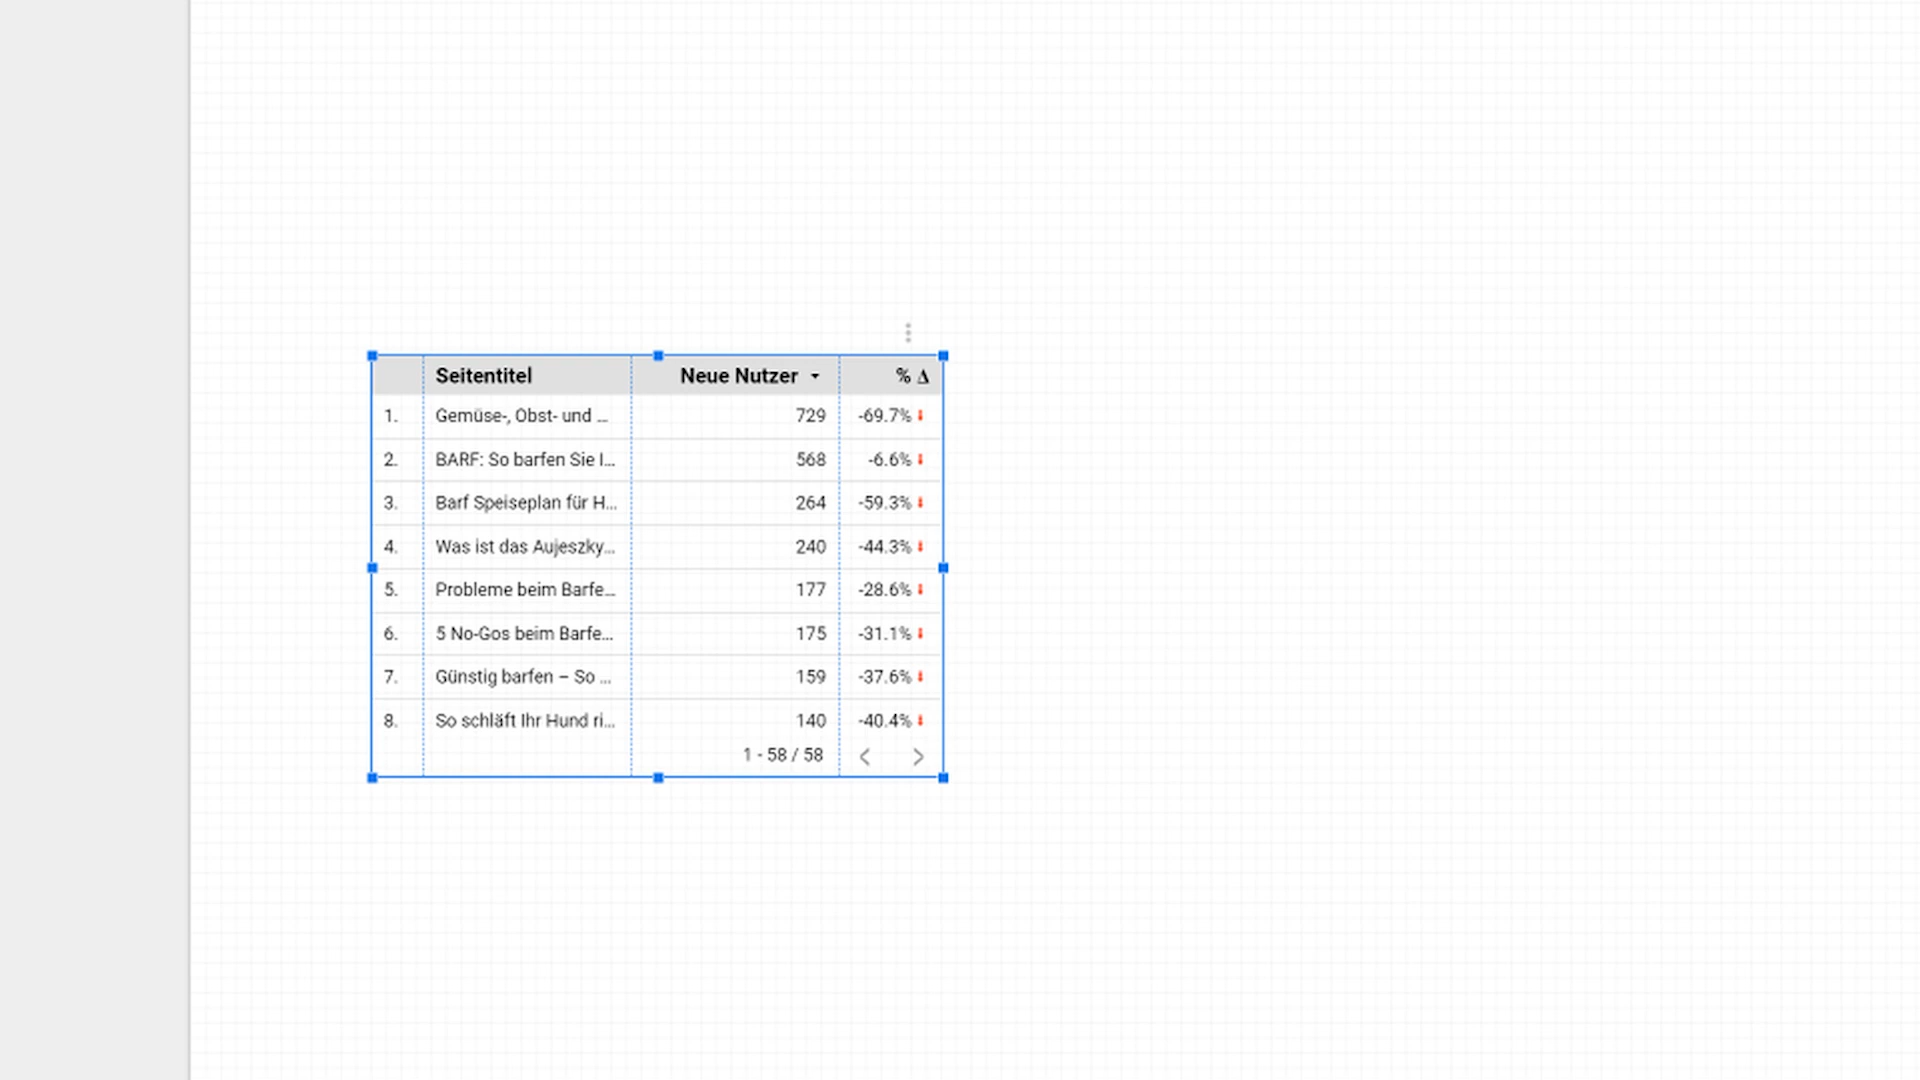 Seitentitel Neue Nutzer % Δ
1. Gemüse-, Obst- und ... 729 -69.7%
2. BARF: So barfen Sie I... 568 -6.6%
3. Barf Speiseplan für H... 264 -59.3%
4. Was ist das Aujeszky... 240 -44.3%
5. Probleme beim Barfe... 177 -28.6%
6. 5 No-Gos beim Barfe... 175 -31.1%
7. Günstig barfen – So ... 159 -37.6%
8. So schläft Ihr Hund ri... 140 -40.4%
1 - 58 / 58